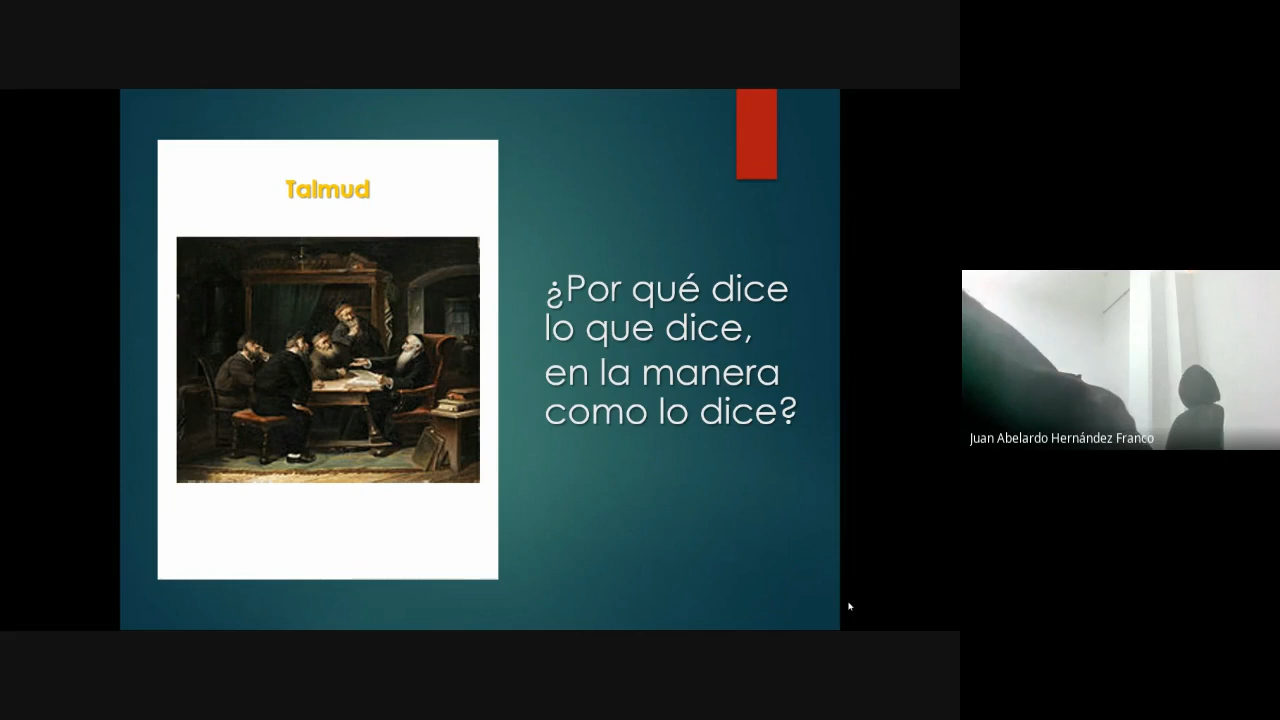 Talmud
¿Por qué dice
lo que dice,
en la manera
como lo dice?
Juan Abelardo Hernández Franco